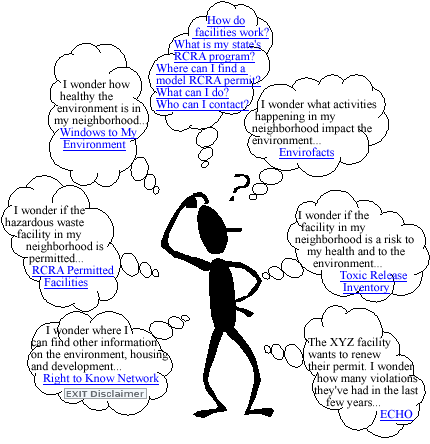 How do
facilities work?
What is my state's
RCRA program?
Where can I find a
model RCRA permit?
What can I do?
Who can I contact?
I wonder how
healthy the
environment is in
my neighborhood...
Windows to My
Environment
I wonder what activities
happening in my
neighborhood impact the
environment...
Envirofacts
?
I wonder if the
hazardous waste
facility in my
neighborhood is
permitted...
RCRA Permitted
Facilities
I wonder if the
facility in my
neighborhood is a risk to
my health and to the
environment...
Toxic Release
Inventory
I wonder where I
can find other information
on the environment, housing
and development...
Right to Know Network
EXIT Disclaimer
The XYZ facility
wants to renew
their permit. I wonder
how many violations
they've had in the last
few years...
ECHO